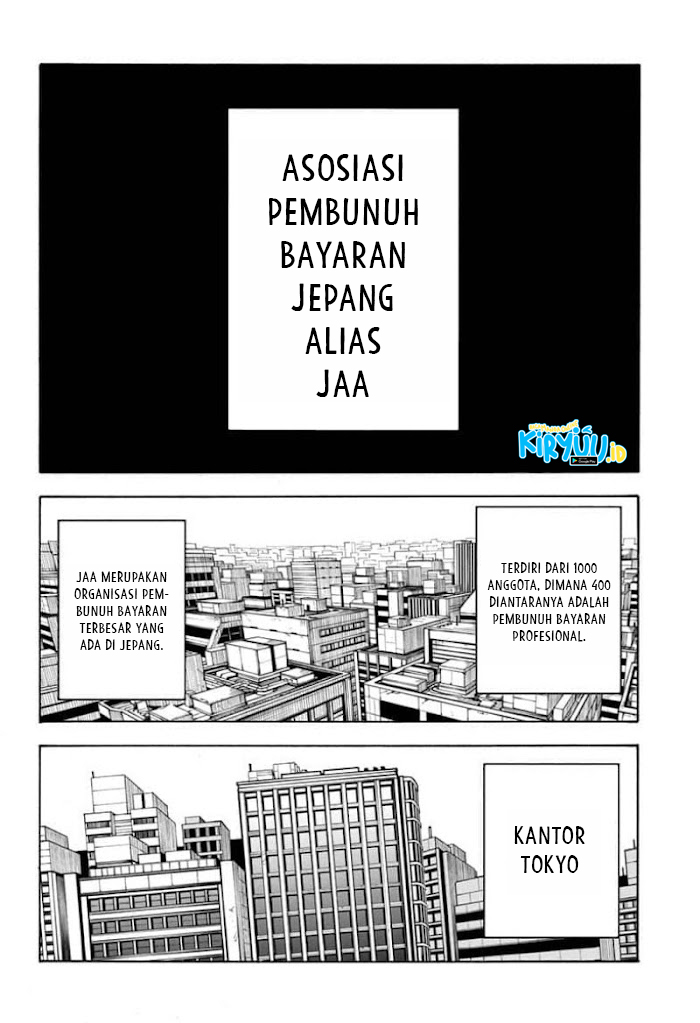 ASOSIASI
PEMBUNUH
BAYARAN
JEPANG
ALIAS
JAA
KIRYUU.ID
TERDIRI DARI 1000
ANGGOTA, DIMANA 400
DIANTARANYA ADALAH
PEMBUNUH BAYARAN
PROFESIONAL.
JAA MERUPAKAN
ORGANISASI PEM-
BUNUH BAYARAN
TERBESAR YANG
ADA DI JEPANG.
KANTOR
TOKYO